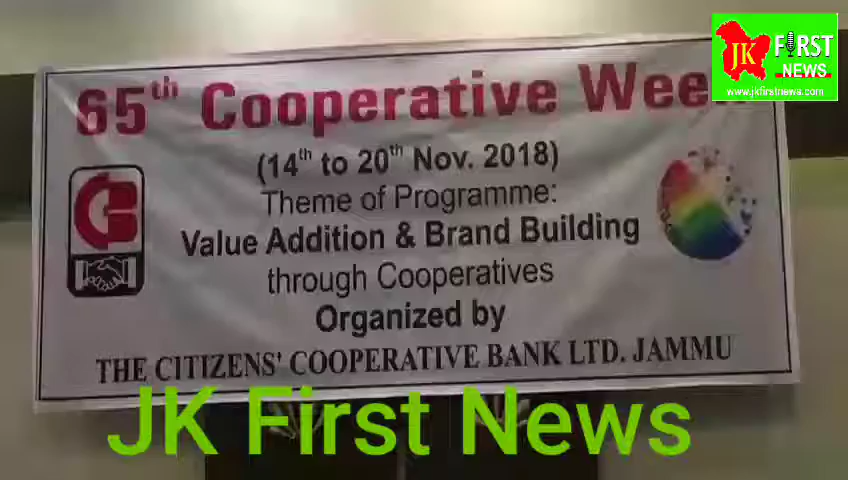 65th Cooperative Wee
(14th to 20th Nov. 2018)
Theme of Programme:
Value Addition & Brand Building
through Cooperatives
Organized by
THE CITIZENS' COOPERATIVE BANK LTD. JAMMU
JK First News
JK FIRST
NEWS
www.jkfirstnews.com